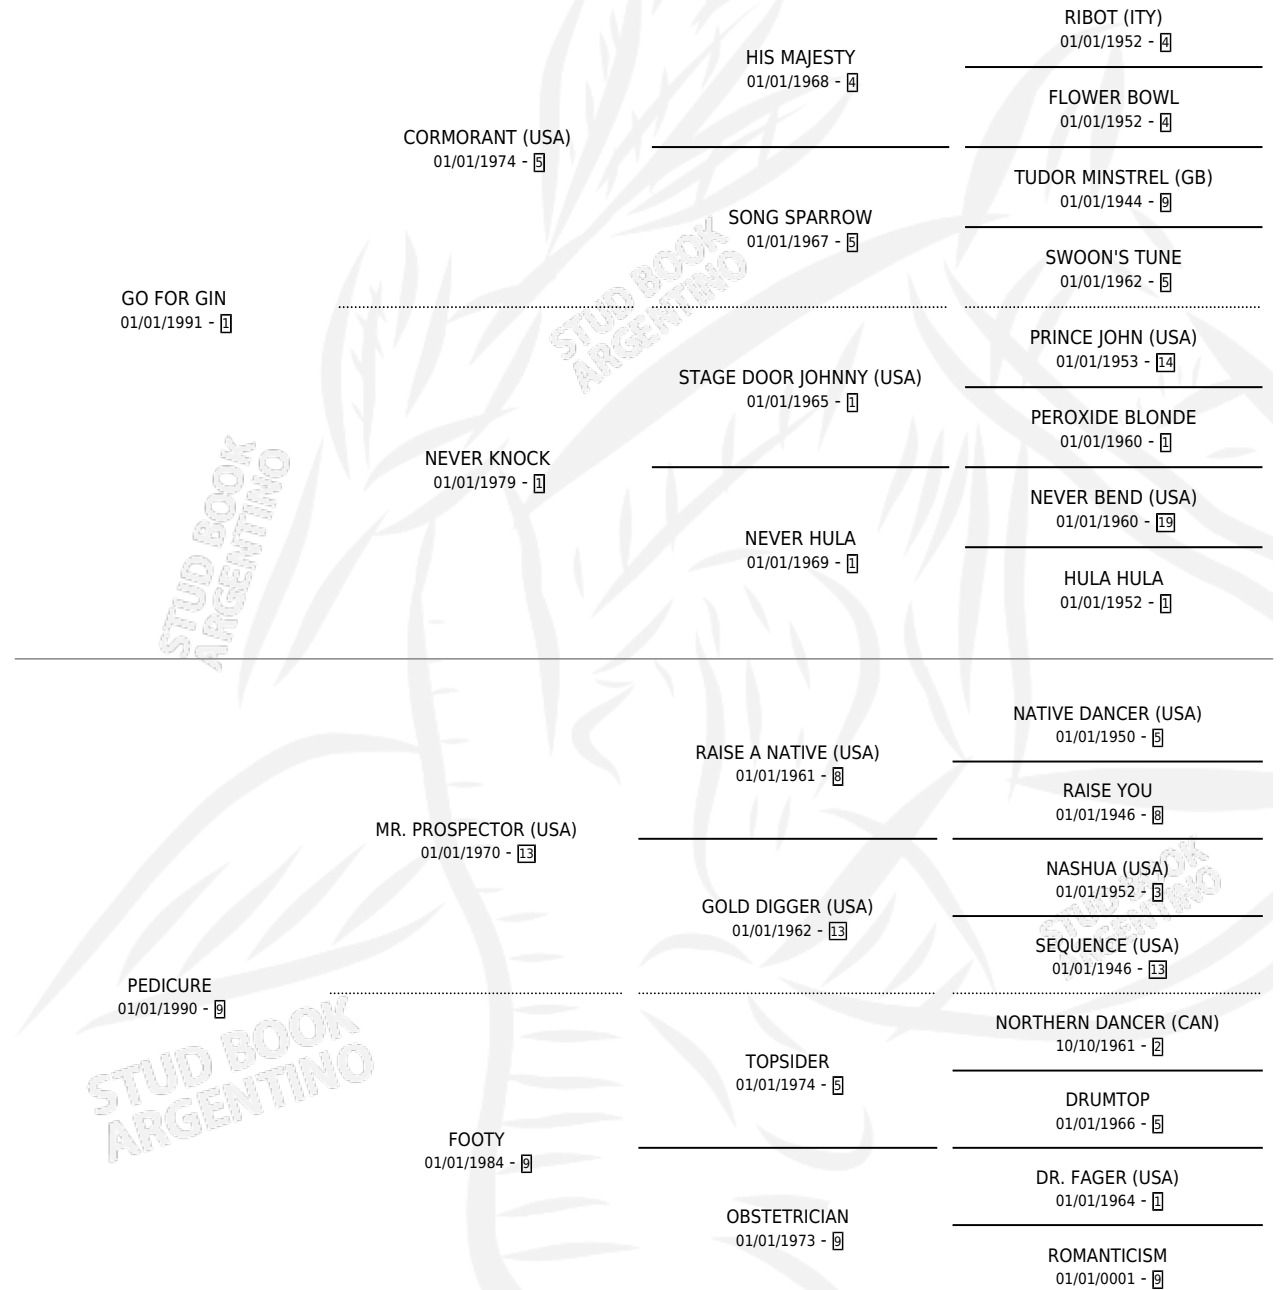 RIBOT (ITY)
01/01/1952 - 4
HIS MAJESTY
01/01/1968 - 4
FLOWER BOWL
01/01/1952 - 4
CORMORANT (USA)
01/01/1974 - 5
TUDOR MINSTREL (GB)
01/01/1944 - 9
SONG SPARROW
01/01/1967 - 5
SWOON'S TUNE
01/01/1962 - 5
GO FOR GIN
01/01/1991 - 1
STUD BOOK
ARGENTINO
PRINCE JOHN (USA)
01/01/1953 - 14
STAGE DOOR JOHNNY (USA)
01/01/1965 - 1
PEROXIDE BLONDE
01/01/1960 - 1
NEVER KNOCK
01/01/1979 - 1
NEVER BEND (USA)
01/01/1960 - 19
NEVER HULA
01/01/1969 - 1
HULA HULA
01/01/1952 - 1
STUD BOOK
ARGENTINO
NATIVE DANCER (USA)
01/01/1950 - 5
RAISE A NATIVE (USA)
01/01/1961 - 8
RAISE YOU
01/01/1946 - 8
MR. PROSPECTOR (USA)
01/01/1970 - 13
NASHUA (USA)
01/01/1952 - 3
GOLD DIGGER (USA)
01/01/1962 - 13
STUD BOOK
ARGENTINO
SEQUENCE (USA)
01/01/1946 - 13
PEDICURE
01/01/1990 - 9
STUD BOOK
ARGENTINO
NORTHERN DANCER (CAN)
10/10/1961 - 2
TOPSIDER
01/01/1974 - 5
DRUMTOP
01/01/1966 - 5
FOOTY
01/01/1984 - 9
DR. FAGER (USA)
01/01/1964 - 1
OBSTETRICIAN
01/01/1973 - 9
ROMANTICISM
01/01/0001 - 9